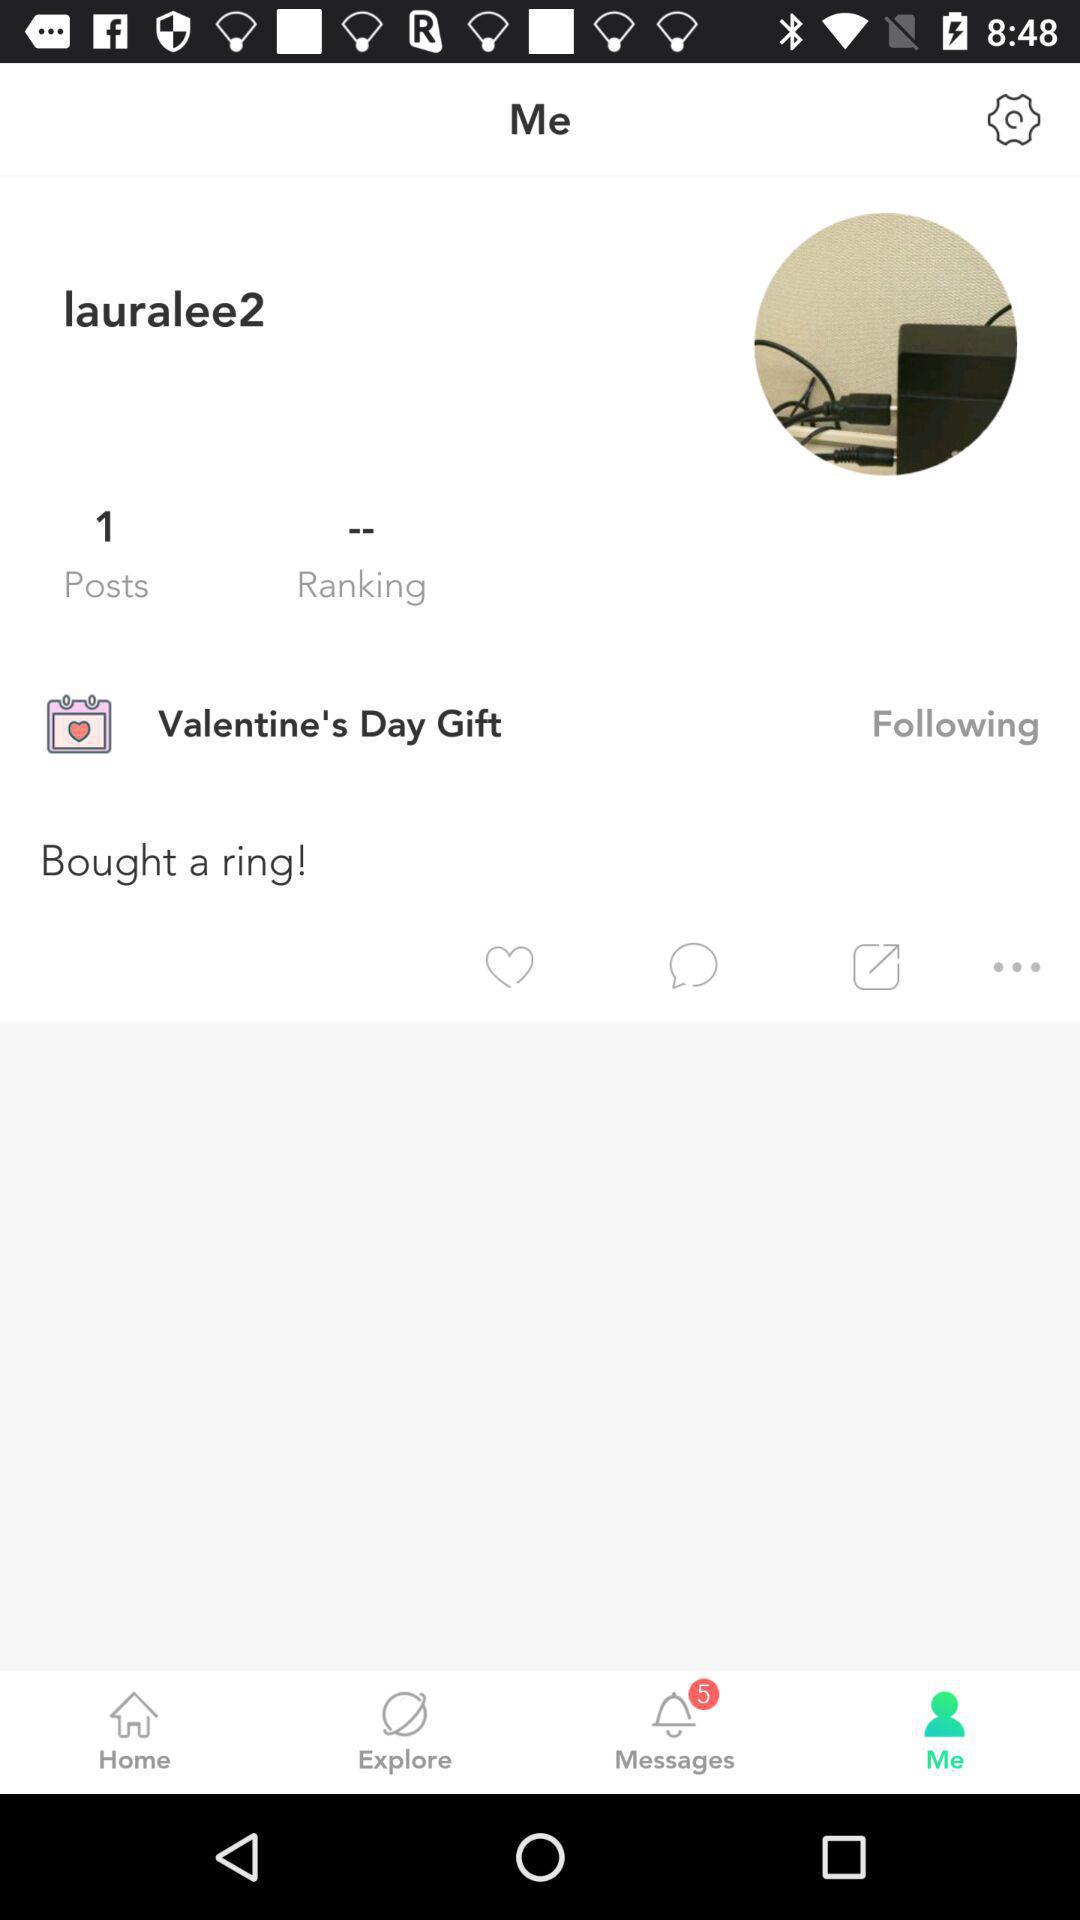 8:48
Me
lauralee2
1 --
Posts Ranking
Valentine's Day Gift Following
Bought a ring!
5
Home Explore Messages Me